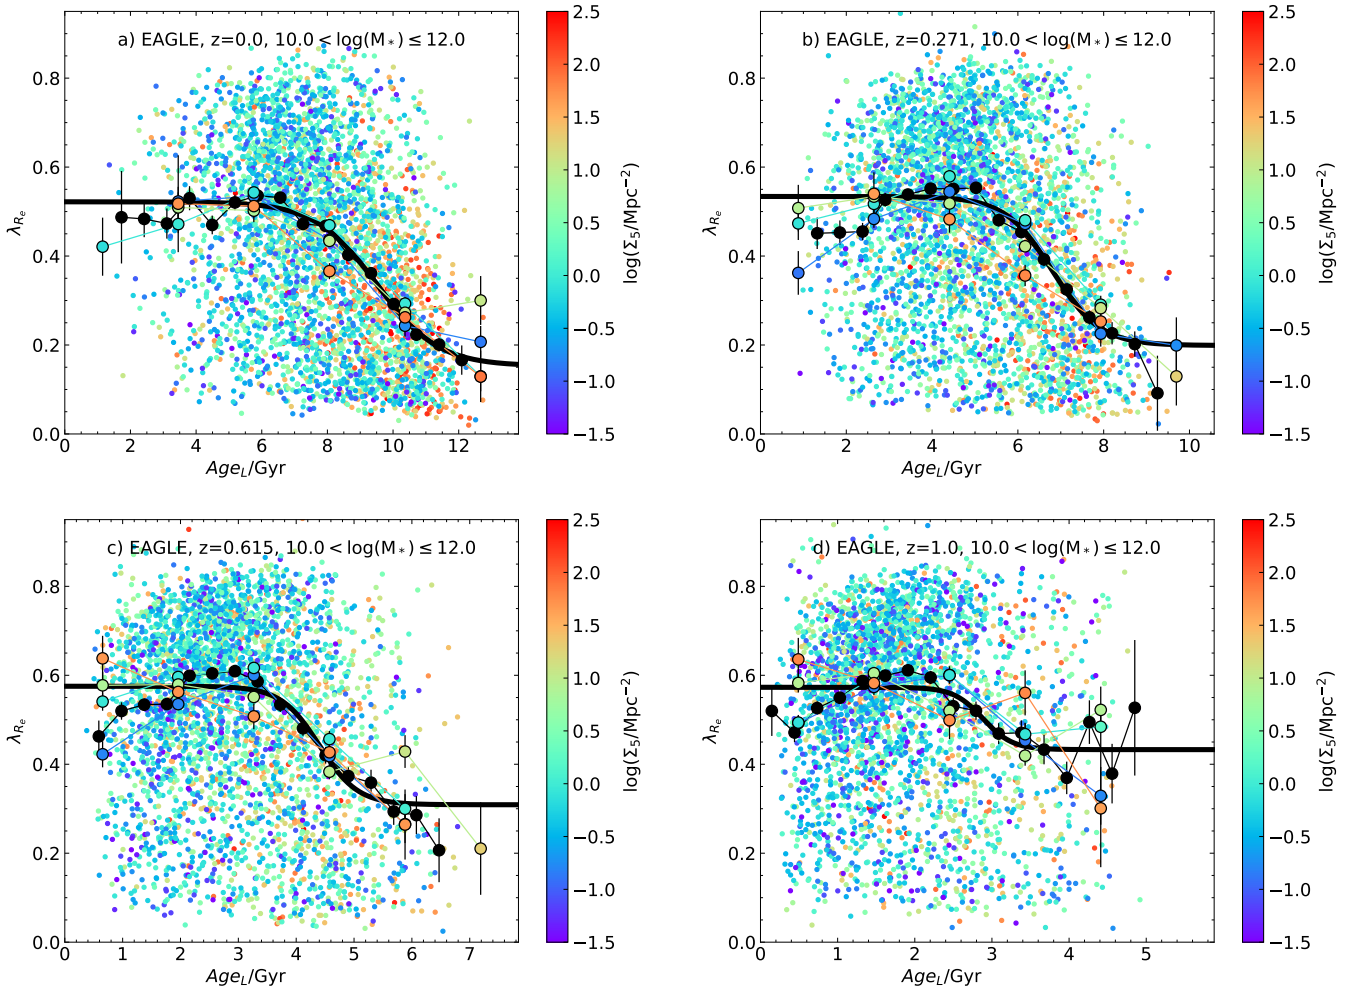 a) EAGLE, z=0.0, 10.0 < log(M*) ≤ 12.0
0.8
0.6
0.4
0.2
0.0
λRe
0 2 4 6 8 10 12
AgeL/Gyr
2.5
2.0
1.5
1.0
0.5
0.0
−0.5
−1.0
−1.5
log(Σ5/Mpc−2)
b) EAGLE, z=0.271, 10.0 < log(M*) ≤ 12.0
0.8
0.6
0.4
0.2
0.0
λRe
0 2 4 6 8 10
AgeL/Gyr
2.5
2.0
1.5
1.0
0.5
0.0
−0.5
−1.0
−1.5
log(Σ5/Mpc−2)
c) EAGLE, z=0.615, 10.0 < log(M*) ≤ 12.0
0.8
0.6
0.4
0.2
0.0
λRe
0 1 2 3 4 5 6 7
AgeL/Gyr
2.5
2.0
1.5
1.0
0.5
0.0
−0.5
−1.0
−1.5
log(Σ5/Mpc−2)
d) EAGLE, z=1.0, 10.0 < log(M*) ≤ 12.0
0.8
0.6
0.4
0.2
0.0
λRe
0 1 2 3 4 5
AgeL/Gyr
2.5
2.0
1.5
1.0
0.5
0.0
−0.5
−1.0
−1.5
log(Σ5/Mpc−2)